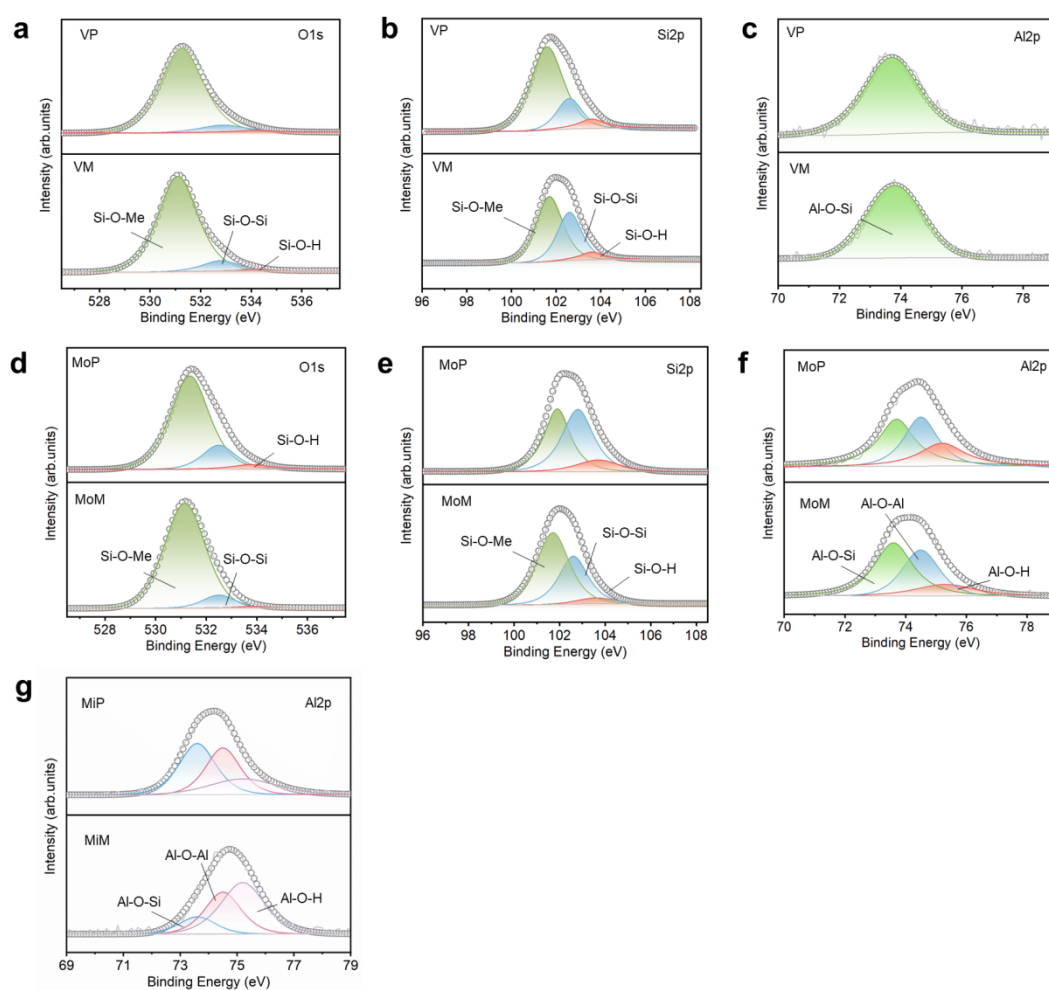 a
VP
O1s
VM
Si-O-Me
Si-O-Si
Si-O-H
Intensity (arb.units)
528 530 532 534 536
Binding Energy (eV)
b
VP
Si2p
VM
Si-O-Me
Si-O-Si
Si-O-H
Intensity (arb.units)
96 98 100 102 104 106 108
Binding Energy (eV)
c
VP
Al2p
VM
Al-O-Si
Intensity (arb.units)
70 72 74 76 78
Binding Energy (eV)
d
MoP
O1s
Si-O-H
MoM
Si-O-Me
Si-O-Si
Intensity (arb.units)
528 530 532 534 536
Binding Energy (eV)
e
MoP
Si2p
MoM
Si-O-Me
Si-O-Si
Si-O-H
Intensity (arb.units)
96 98 100 102 104 106 108
Binding Energy (eV)
f
MoP
Al2p
MoM
Al-O-Al
Al-O-Si
Al-O-H
Intensity (arb.units)
70 72 74 76 78
Binding Energy (eV)
g
MiP
Al2p
MiM
Al-O-Al
Al-O-Si
Al-O-H
Intensity (arb.units)
69 71 73 75 77 79
Binding Energy (eV)